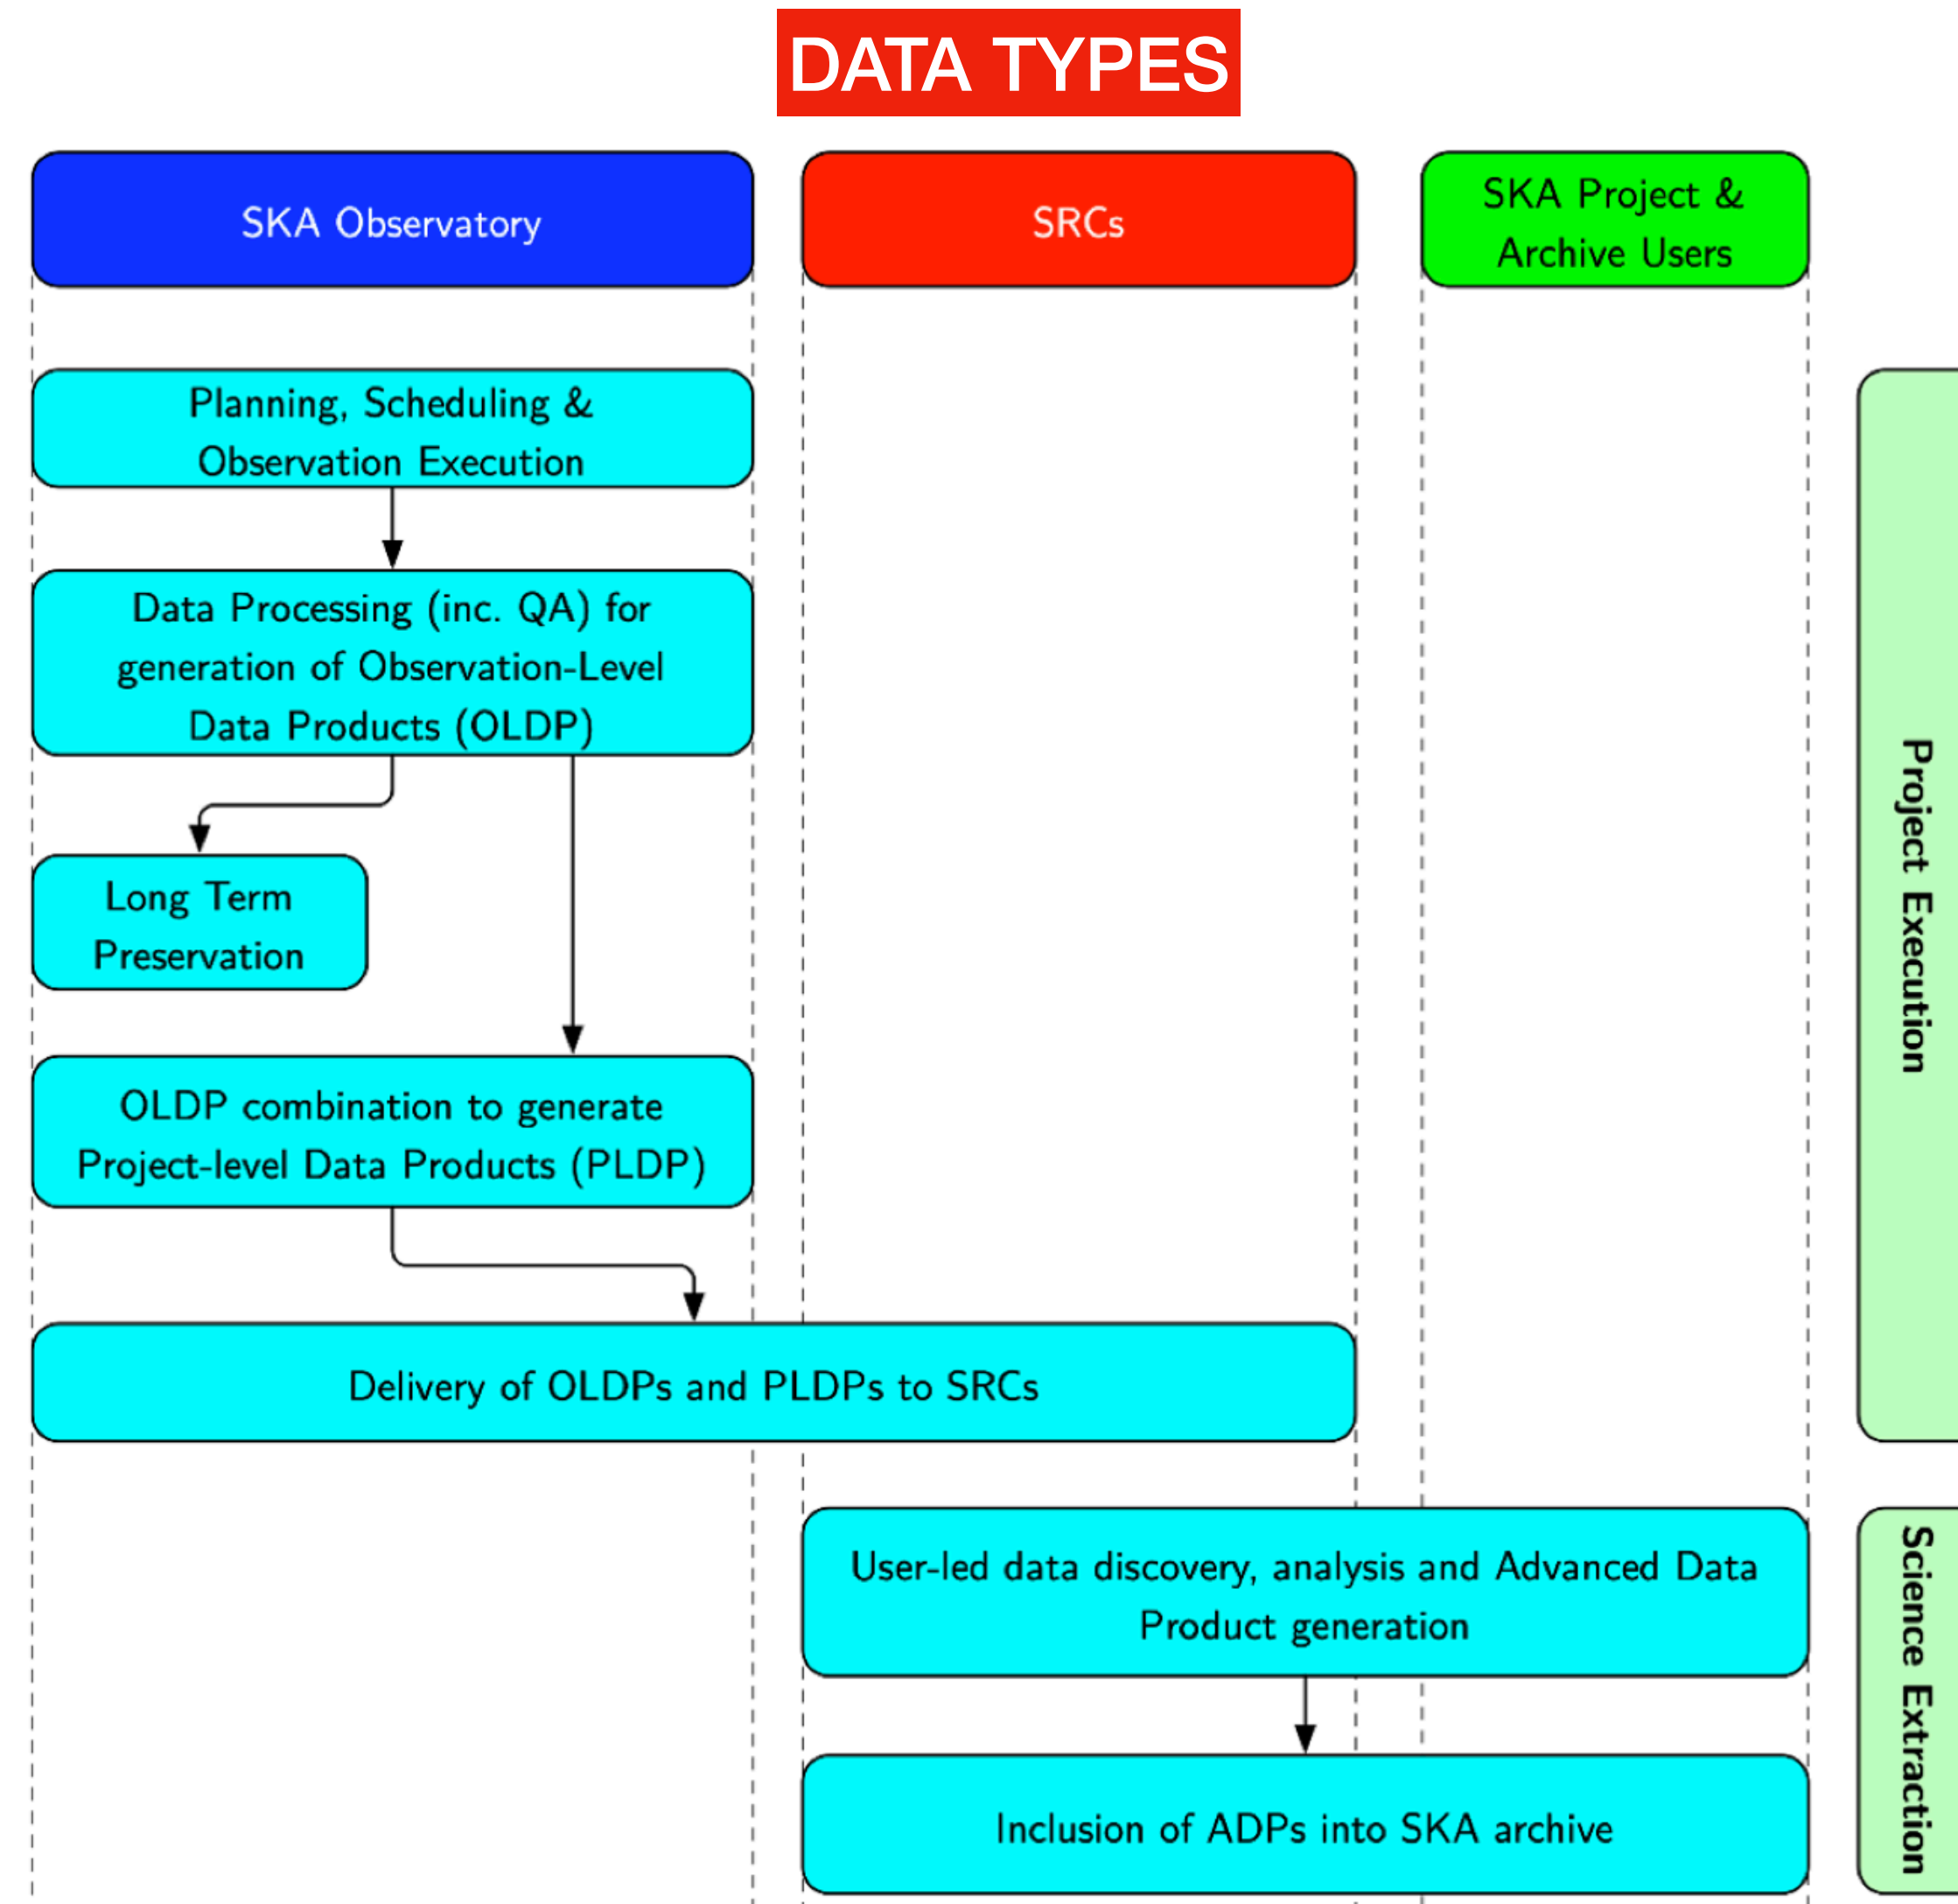 DATA TYPES
SKA Observatory
SRCs
SKA Project &
Archive Users
Planning, Scheduling &
Observation Execution
Data Processing (inc. QA) for
generation of Observation-Level
Data Products (OLDP)
Long Term
Preservation
OLDP combination to generate
Project-level Data Products (PLDP)
Delivery of OLDPs and PLDPs to SRCs
Project Execution
User-led data discovery, analysis and Advanced Data
Product generation
Inclusion of ADPs into SKA archive
Science Extraction